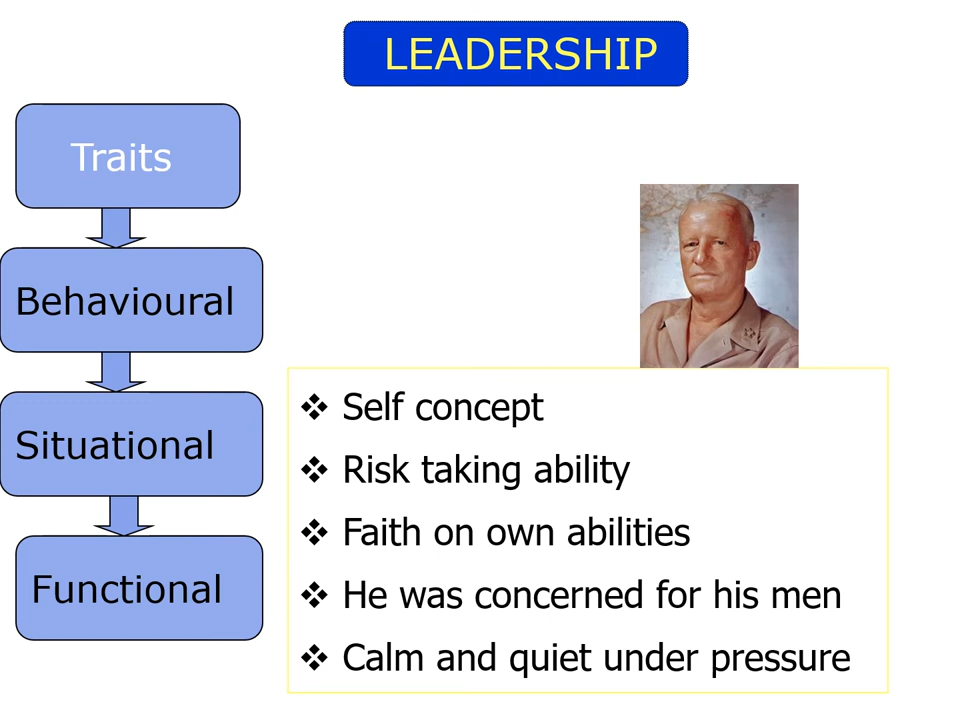 LEADERSHIP
Traits
Behavioural
Situational
Functional
❖ Self concept
❖ Risk taking ability
❖ Faith on own abilities
❖ He was concerned for his men
❖ Calm and quiet under pressure